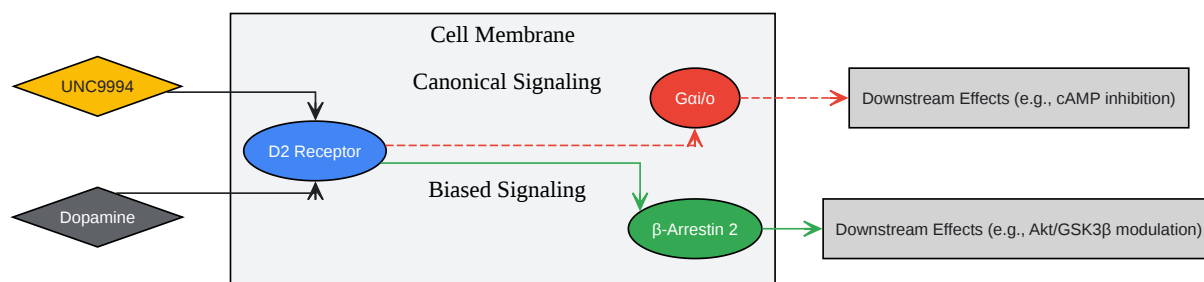 Cell Membrane
Canonical Signaling
UNC9994
Gαi/o
Downstream Effects (e.g., cAMP inhibition)
D2 Receptor
Biased Signaling
Dopamine
β-Arrestin 2
Downstream Effects (e.g., Akt/GSK3β modulation)